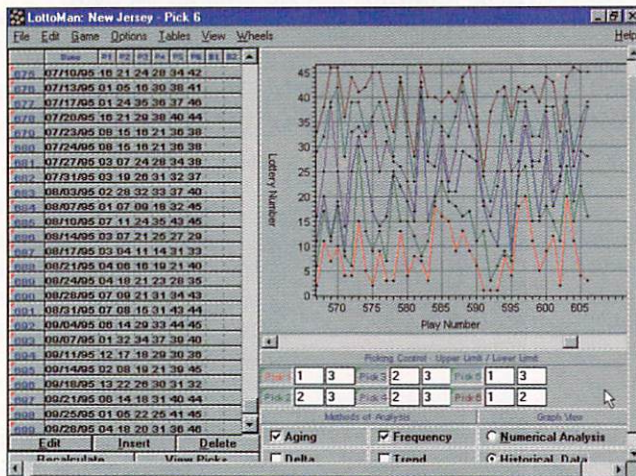 LottoMan: New Jersey - Pick 6
File Edit Game Options Tables View Wheels Help
Date P1 P2 P3 P4 P5 P6 B1 B2
675 07/10/95 16 21 24 28 34 42
676 07/13/95 01 05 16 30 38 41
677 07/17/95 01 24 35 36 37 46
678 07/20/95 16 21 29 38 40 44
679 07/23/95 08 15 16 21 36 38
680 07/24/95 08 15 16 21 36 38
681 07/27/95 03 07 24 28 34 38
682 07/31/95 03 19 26 31 32 37
683 08/03/95 02 28 32 33 37 40
684 08/07/95 01 07 09 18 32 45
685 08/10/95 07 11 24 35 43 45
686 08/14/95 03 07 21 25 27 29
687 08/17/95 03 04 11 14 31 33
688 08/21/95 04 06 16 19 21 40
689 08/24/95 04 18 21 23 28 35
690 08/28/95 07 09 21 31 34 43
691 08/31/95 07 08 15 31 43 44
692 09/04/95 06 14 29 33 44 45
693 09/07/95 01 32 34 37 39 40
694 09/11/95 12 17 18 29 30 36
695 09/14/95 02 08 19 21 39 45
696 09/18/95 13 22 26 30 31 32
697 09/21/95 06 14 18 31 40 44
698 09/25/95 01 05 22 25 41 45
699 09/28/95 04 18 20 31 36 46
Edit Insert Delete
Recalculate View Picks
Lottery Number
45
40
35
30
25
20
15
10
5
0
570 575 580 585 590 595 600 605
Play Number
Picking Control - Upper Limit / Lower Limit
Pick 1 1 3 Pick 3 2 3 Pick 5 1 3
Pick 2 2 3 Pick 4 2 3 Pick 6 1 2
Methods of Analysis Graph View
Aging Frequency Numerical Analysis
Delta Trend Historical Data